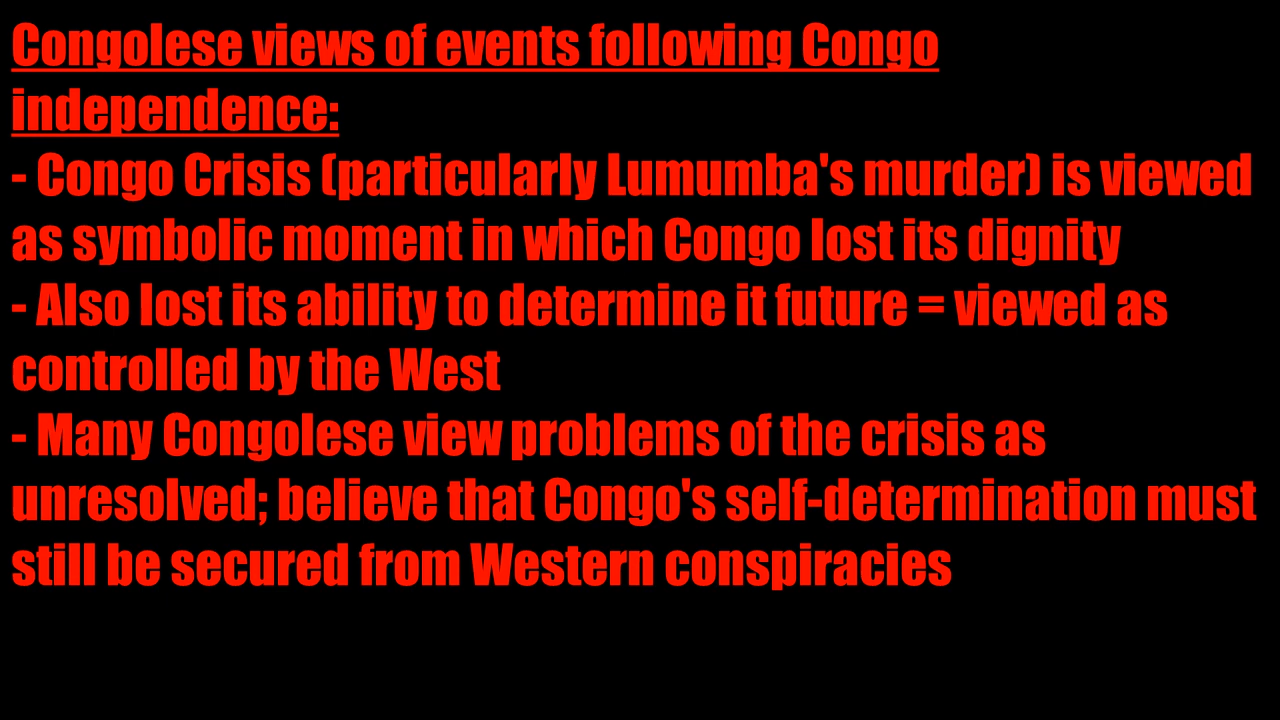 Congolese views of events following Congo
independence:
- Congo Crisis (particularly Lumumba's murder) is viewed
as symbolic moment in which Congo lost its dignity
- Also lost its ability to determine it future = viewed as
controlled by the West
- Many Congolese view problems of the crisis as
unresolved; believe that Congo's self-determination must
still be secured from Western conspiracies